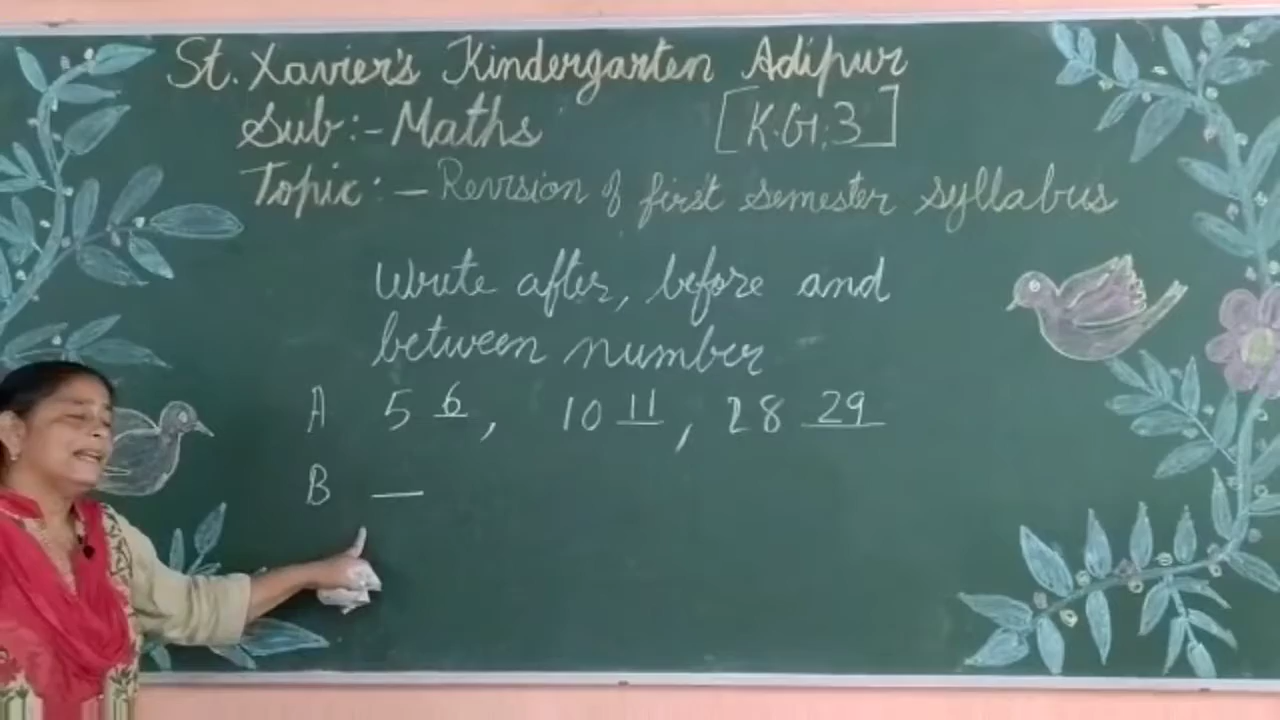 St. Xavier's Kindergarten Adipur
Sub:- Maths [K.G.3]
Topic:- Revision of first semester syllabus
Write after, before and
between number
A 5 6, 10 11, 28 29
B __